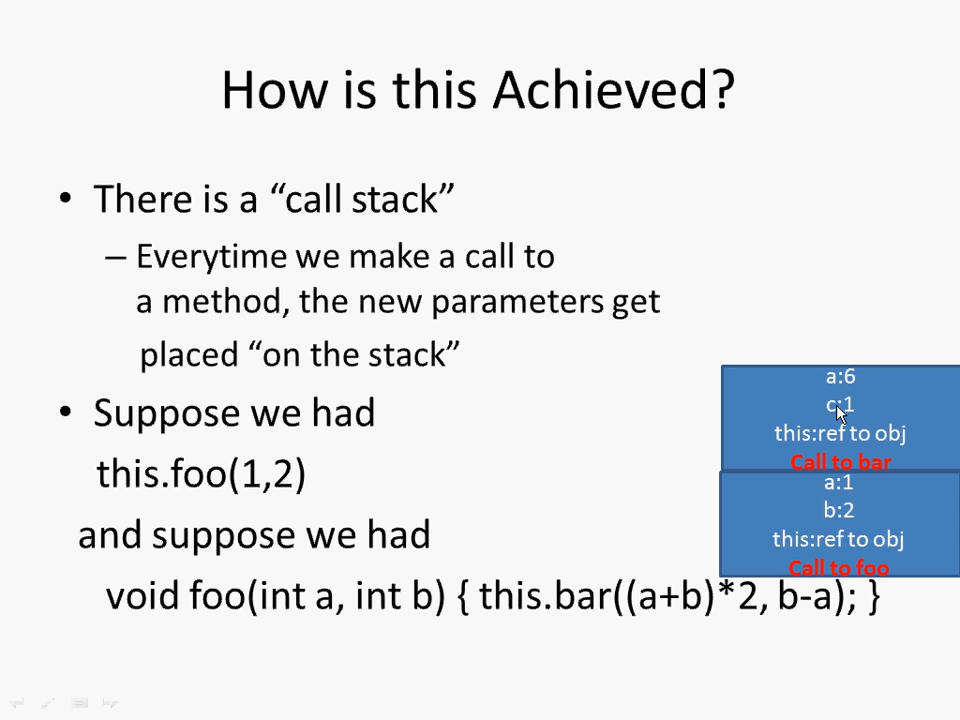 How is this Achieved?
• There is a “call stack”
– Everytime we make a call to
a method, the new parameters get
placed “on the stack”
• Suppose we had
this.foo(1,2)
and suppose we had
void foo(int a, int b) { this.bar((a+b)*2, b-a); }
a:6
c:1
this:ref to obj
Call to bar
a:1
b:2
this:ref to obj
Call to foo